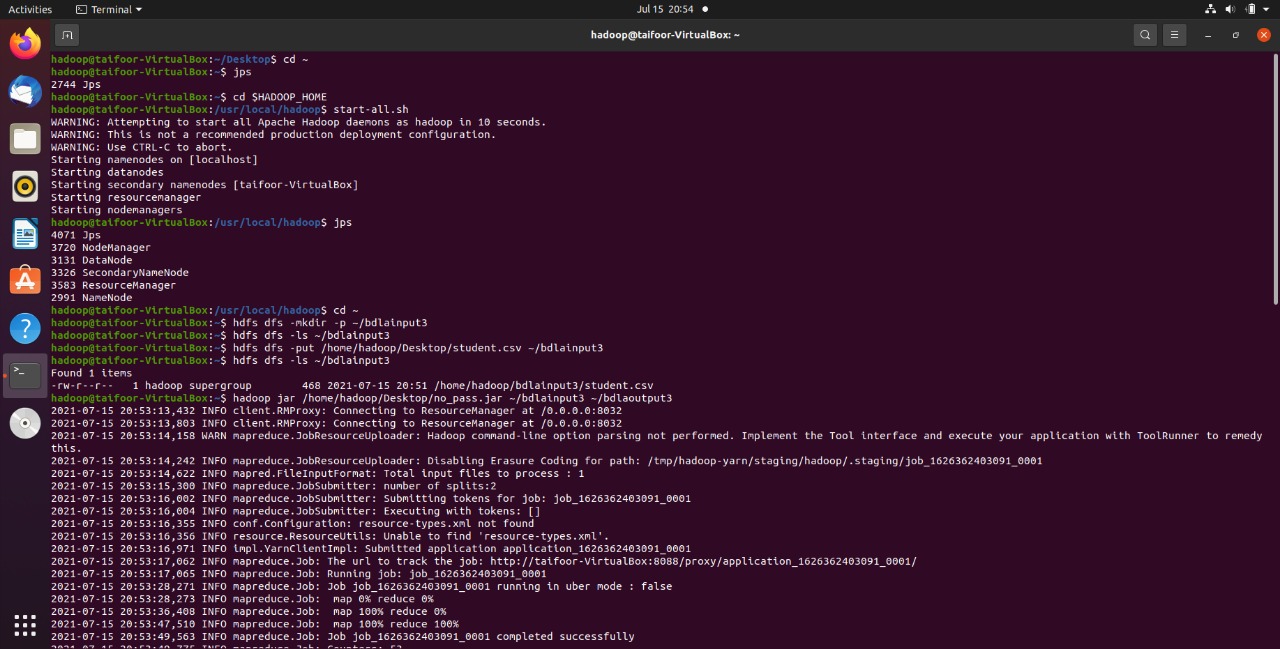 Activities
Terminal
Jul 15 20:54
hadoop@taifoor-VirtualBox: ~
hadoop@taifoor-VirtualBox:~/Desktop$ cd ~
hadoop@taifoor-VirtualBox:~$ jps
2744 Jps
hadoop@taifoor-VirtualBox:~$ cd $HADOOP_HOME
hadoop@taifoor-VirtualBox:/usr/local/hadoop$ start-all.sh
WARNING: Attempting to start all Apache Hadoop daemons as hadoop in 10 seconds.
WARNING: This is not a recommended production deployment configuration.
WARNING: Use CTRL-C to abort.
Starting namenodes on [localhost]
Starting datanodes
Starting secondary namenodes [taifoor-VirtualBox]
Starting resourcemanager
Starting nodemanagers
hadoop@taifoor-VirtualBox:/usr/local/hadoop$ jps
4071 Jps
3720 NodeManager
3131 DataNode
3326 SecondaryNameNode
3583 ResourceManager
2991 NameNode
hadoop@taifoor-VirtualBox:/usr/local/hadoop$ cd ~
hadoop@taifoor-VirtualBox:~$ hdfs dfs -mkdir -p ~/bdlainput3
hadoop@taifoor-VirtualBox:~$ hdfs dfs -ls ~/bdlainput3
hadoop@taifoor-VirtualBox:~$ hdfs dfs -put /home/hadoop/Desktop/student.csv ~/bdlainput3
hadoop@taifoor-VirtualBox:~$ hdfs dfs -ls ~/bdlainput3
Found 1 items
-rw-r--r--   1 hadoop supergroup        468 2021-07-15 20:51 /home/hadoop/bdlainput3/student.csv
hadoop@taifoor-VirtualBox:~$ hadoop jar /home/hadoop/Desktop/no_pass.jar ~/bdlainput3 ~/bdlaoutput3
2021-07-15 20:53:13,432 INFO client.RMProxy: Connecting to ResourceManager at /0.0.0.0:8032
2021-07-15 20:53:13,803 INFO client.RMProxy: Connecting to ResourceManager at /0.0.0.0:8032
2021-07-15 20:53:14,158 WARN mapreduce.JobResourceUploader: Hadoop command-line option parsing not performed. Implement the Tool interface and execute your application with ToolRunner to remedy
this.
2021-07-15 20:53:14,242 INFO mapreduce.JobResourceUploader: Disabling Erasure Coding for path: /tmp/hadoop-yarn/staging/hadoop/.staging/job_1626362403091_0001
2021-07-15 20:53:14,622 INFO mapred.FileInputFormat: Total input files to process : 1
2021-07-15 20:53:15,300 INFO mapreduce.JobSubmitter: number of splits:2
2021-07-15 20:53:16,002 INFO mapreduce.JobSubmitter: Submitting tokens for job: job_1626362403091_0001
2021-07-15 20:53:16,004 INFO mapreduce.JobSubmitter: Executing with tokens: []
2021-07-15 20:53:16,355 INFO conf.Configuration: resource-types.xml not found
2021-07-15 20:53:16,356 INFO resource.ResourceUtils: Unable to find 'resource-types.xml'.
2021-07-15 20:53:16,971 INFO impl.YarnClientImpl: Submitted application application_1626362403091_0001
2021-07-15 20:53:17,062 INFO mapreduce.Job: The url to track the job: http://taifoor-VirtualBox:8088/proxy/application_1626362403091_0001/
2021-07-15 20:53:17,065 INFO mapreduce.Job: Running job: job_1626362403091_0001
2021-07-15 20:53:28,271 INFO mapreduce.Job: Job job_1626362403091_0001 running in uber mode : false
2021-07-15 20:53:28,273 INFO mapreduce.Job:  map 0% reduce 0%
2021-07-15 20:53:36,408 INFO mapreduce.Job:  map 100% reduce 0%
2021-07-15 20:53:47,510 INFO mapreduce.Job:  map 100% reduce 100%
2021-07-15 20:53:49,563 INFO mapreduce.Job: Job job_1626362403091_0001 completed successfully